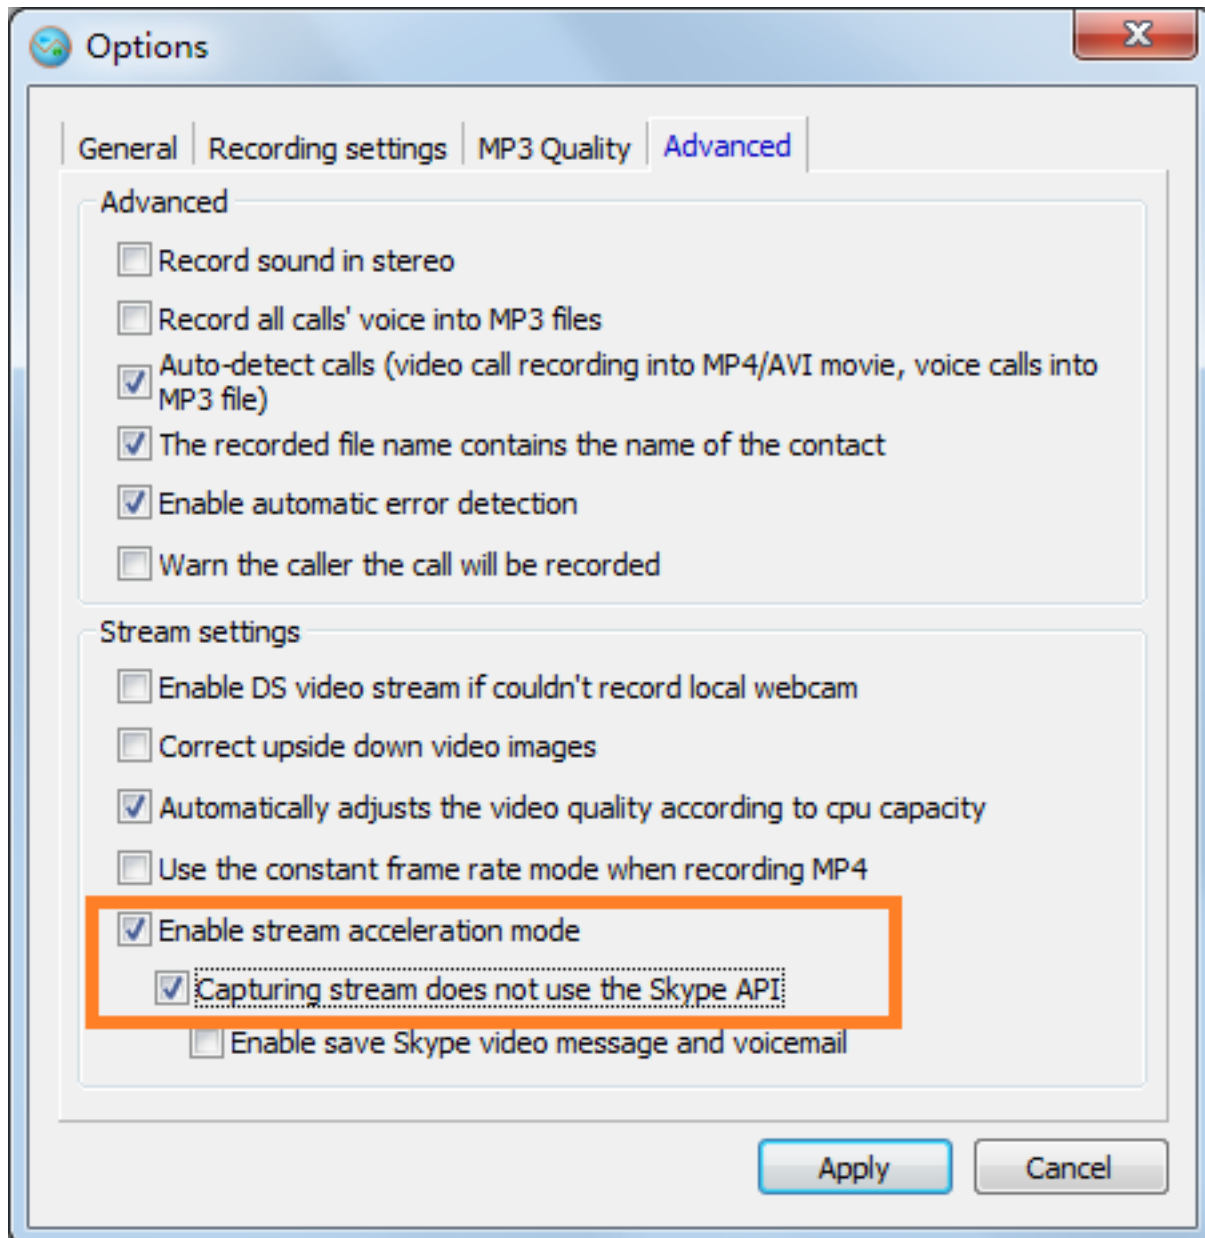 Options
General Recording settings MP3 Quality Advanced
Advanced
Record sound in stereo
Record all calls' voice into MP3 files
Auto-detect calls (video call recording into MP4/AVI movie, voice calls into
MP3 file)
The recorded file name contains the name of the contact
Enable automatic error detection
Warn the caller the call will be recorded
Stream settings
Enable DS video stream if couldn't record local webcam
Correct upside down video images
Automatically adjusts the video quality according to cpu capacity
Use the constant frame rate mode when recording MP4
Enable stream acceleration mode
Capturing stream does not use the Skype API
Enable save Skype video message and voicemail
Apply Cancel